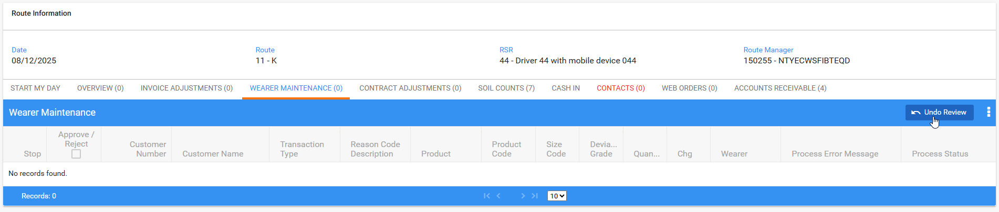 Route Information
Date
08/12/2025
Route
11 - K
RSR
44 - Driver 44 with mobile device 044
Route Manager
150255 - NTYECWSFIBTEQD
START MY DAY OVERVIEW (0) INVOICE ADJUSTMENTS (0) WEARER MAINTENANCE (0) CONTRACT ADJUSTMENTS (0) SOIL COUNTS (7) CASH IN CONTACTS (0) WEB ORDERS (0) ACCOUNTS RECEIVABLE (4)
Wearer Maintenance
Undo Review
Stop
Approve /
Reject
Customer
Number
Customer Name
Transaction
Type
Reason Code
Description
Product
Product
Code
Size
Code
Devia...
Grade
Quan...
Chg
Wearer
Process Error Message
Process Status
No records found.
Records: 0
10